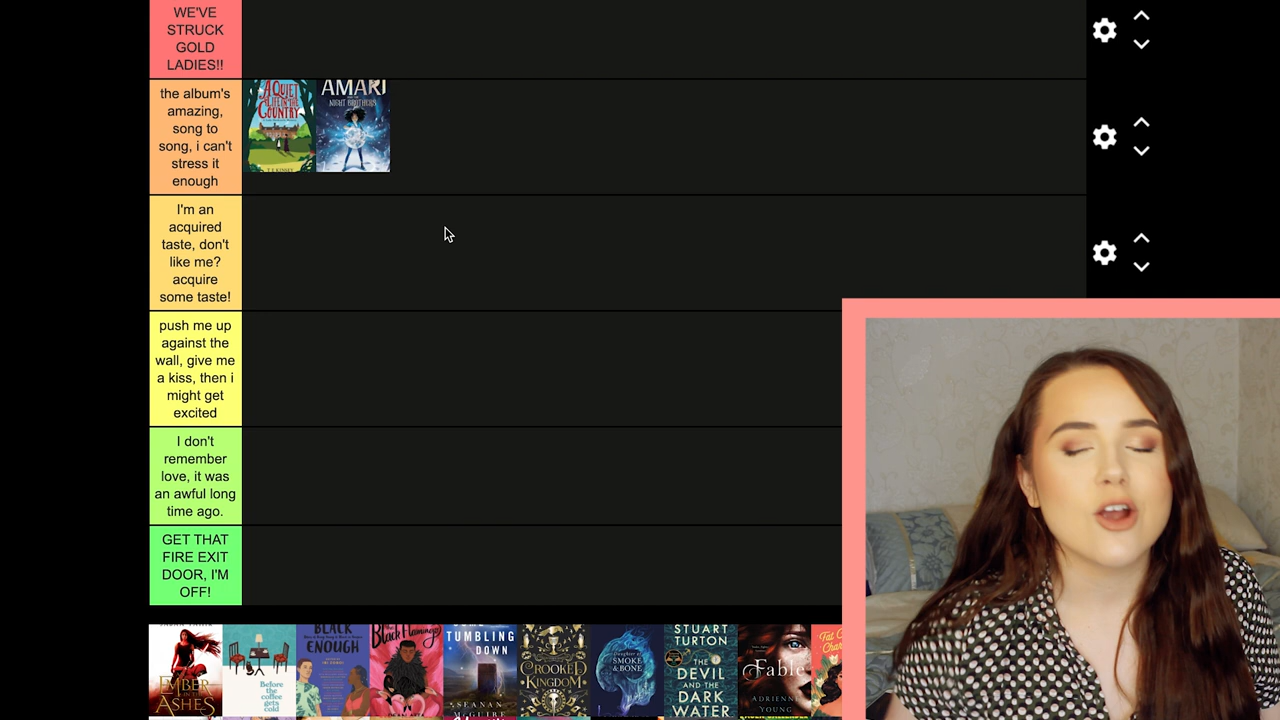 WE'VE
STRUCK
GOLD
LADIES!!
the album's
amazing,
song to
song, i can't
stress it
enough
A QUIET
LIFE IN THE
COUNTRY
T E KINSEY
AMARI
NIGHT BROTHERS
I'm an
acquired
taste, don't
like me?
acquire
some taste!
push me up
against the
wall, give me
a kiss, then i
might get
excited
I don't
remember
love, it was
an awful long
time ago.
GET THAT
FIRE EXIT
DOOR, I'M
OFF!
EMBER
IN THE
ASHES
Before
the coffee
gets
cold
BLACK
ENOUGH
THE Black Flamingo
TUMBLING
DOWN
SEANAN
McGUIRE
CROOKED
KINGDOM
SMOKE
& BONE
STUART
TURTON
THE
DEVIL
AND THE
DARK
WATER
Fable
ADRIENNE
YOUNG